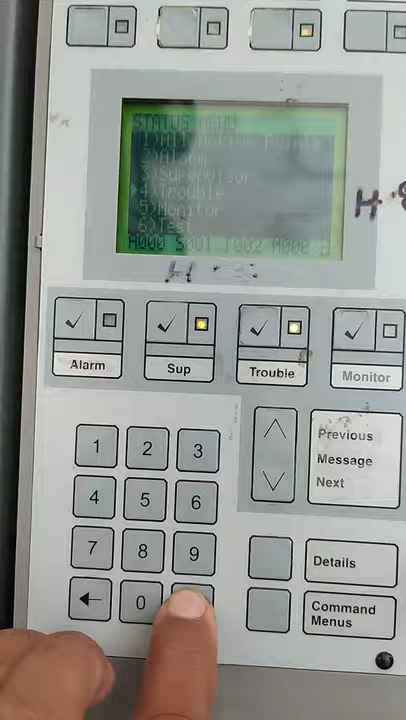 STATUS MENU
1)All Active Points
2)Alarm
3)Supervisory
4)Trouble
5)Monitor
6)Test
A000 S001 T002 M000
Alarm
Sup
Trouble
Monitor
1 2 3
4 5 6
7 8 9
0
Previous
Message
Next
Details
Command
Menus